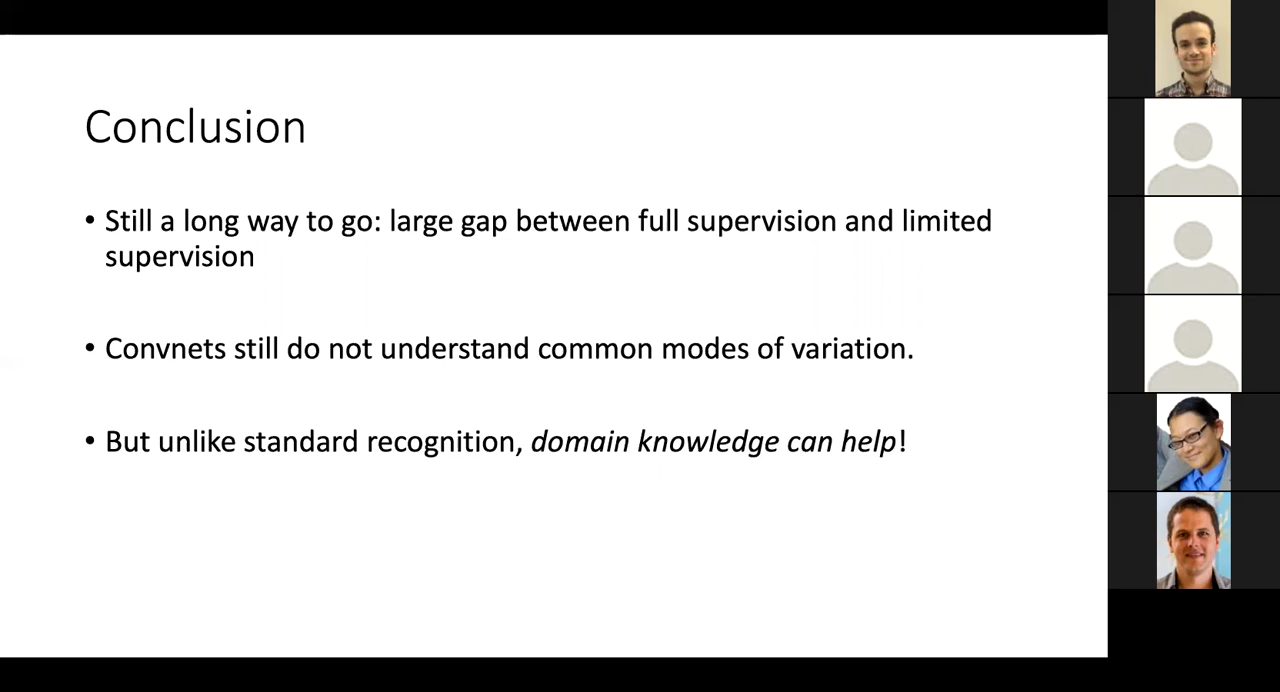 Conclusion
• Still a long way to go: large gap between full supervision and limited
supervision
• Convnets still do not understand common modes of variation.
• But unlike standard recognition, domain knowledge can help!